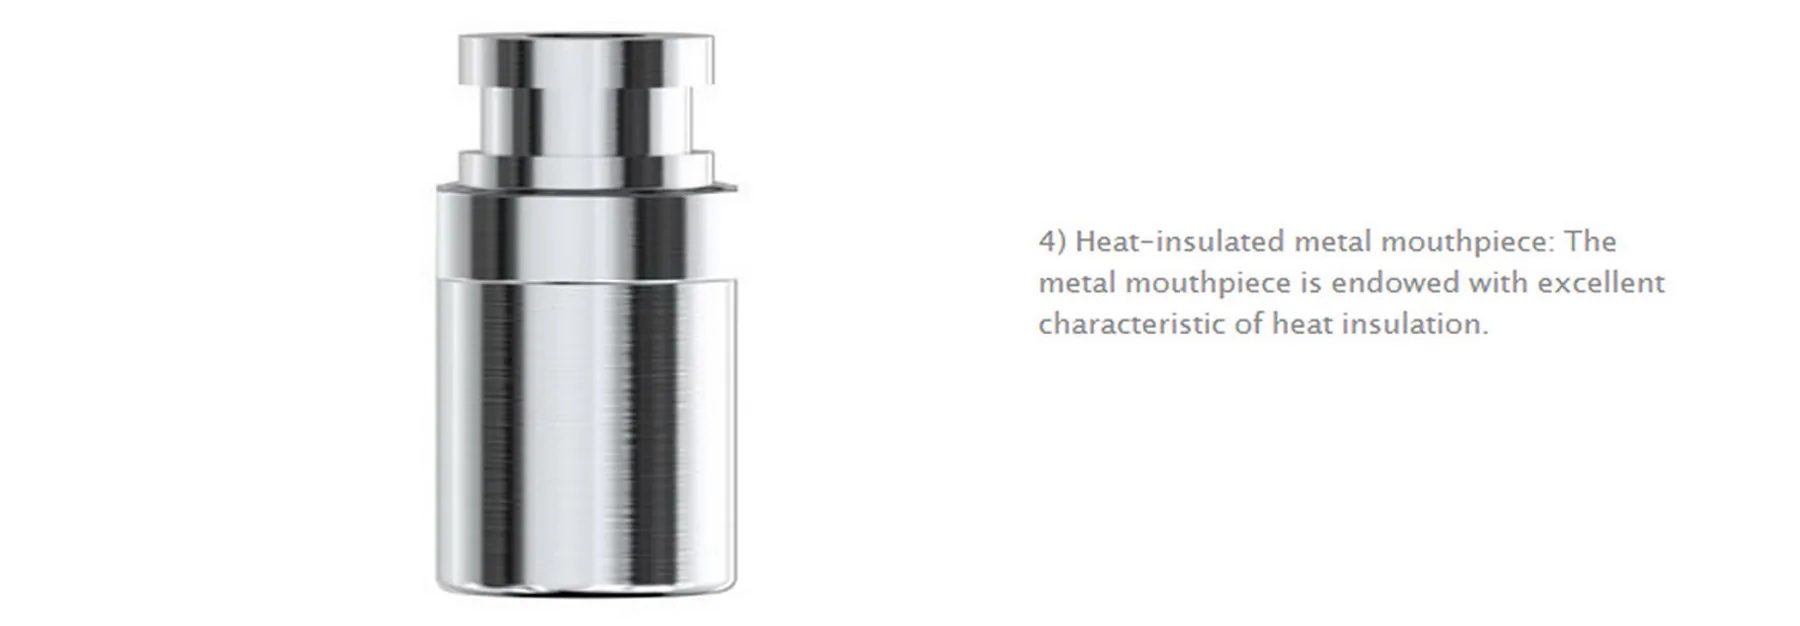 4) Heat-insulated metal mouthpiece: The
metal mouthpiece is endowed with excellent
characteristic of heat insulation.